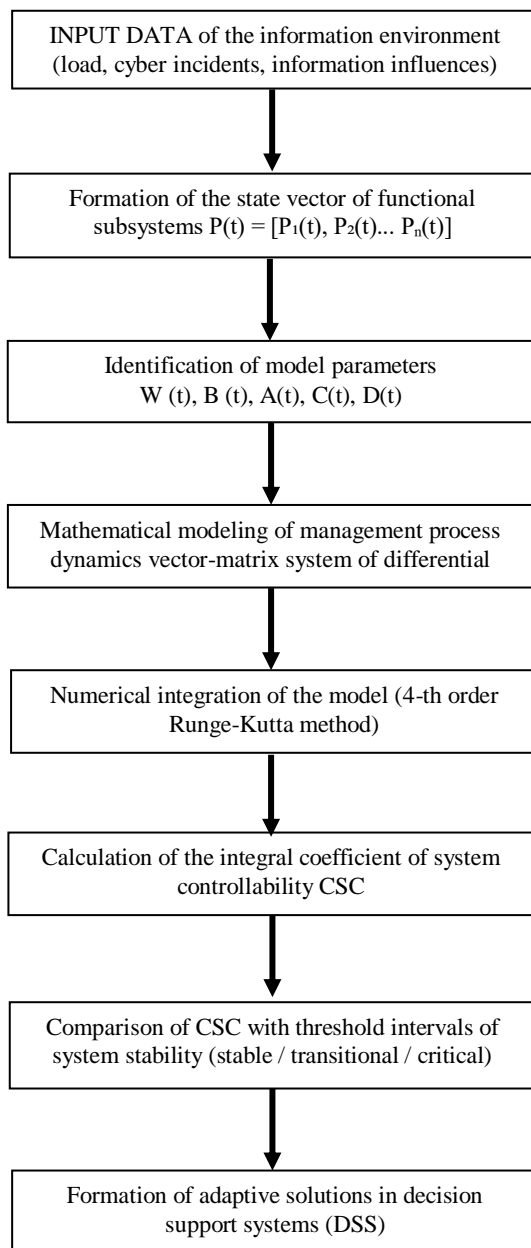 INPUT DATA of the information environment
(load, cyber incidents, information influences)
Formation of the state vector of functional
subsystems P(t) = [P₁(t), P₂(t)... Pₙ(t)]
Identification of model parameters
W (t), B (t), A(t), C(t), D(t)
Mathematical modeling of management process
dynamics vector-matrix system of differential
Numerical integration of the model (4-th order
Runge-Kutta method)
Calculation of the integral coefficient of system
controllability CSC
Comparison of CSC with threshold intervals of
system stability (stable / transitional / critical)
Formation of adaptive solutions in decision
support systems (DSS)